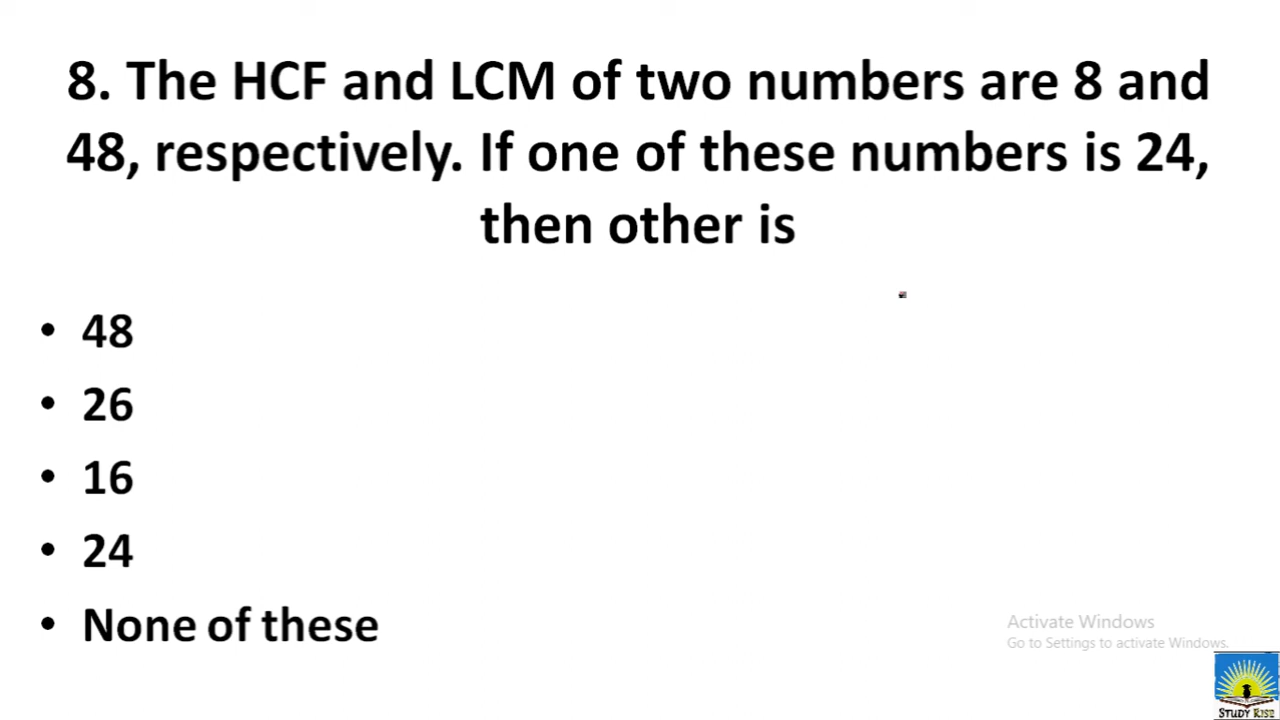 8. The HCF and LCM of two numbers are 8 and
48, respectively. If one of these numbers is 24,
then other is
• 48
• 26
• 16
• 24
• None of these
Activate Windows
Go to Settings to activate Windows.
STUDY RISE